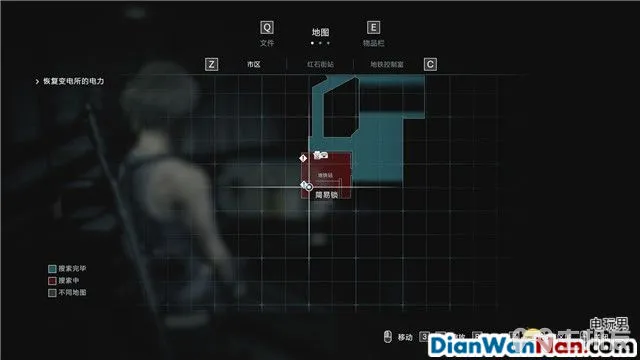 Q E
文件 地图 物品栏
Z 市区 红石街站 地铁控制室 C
恢复变电所的电力
地铁站
简易锁
搜索完毕
搜索中
不同地图
移动 3
电玩男
DianWanNan.com